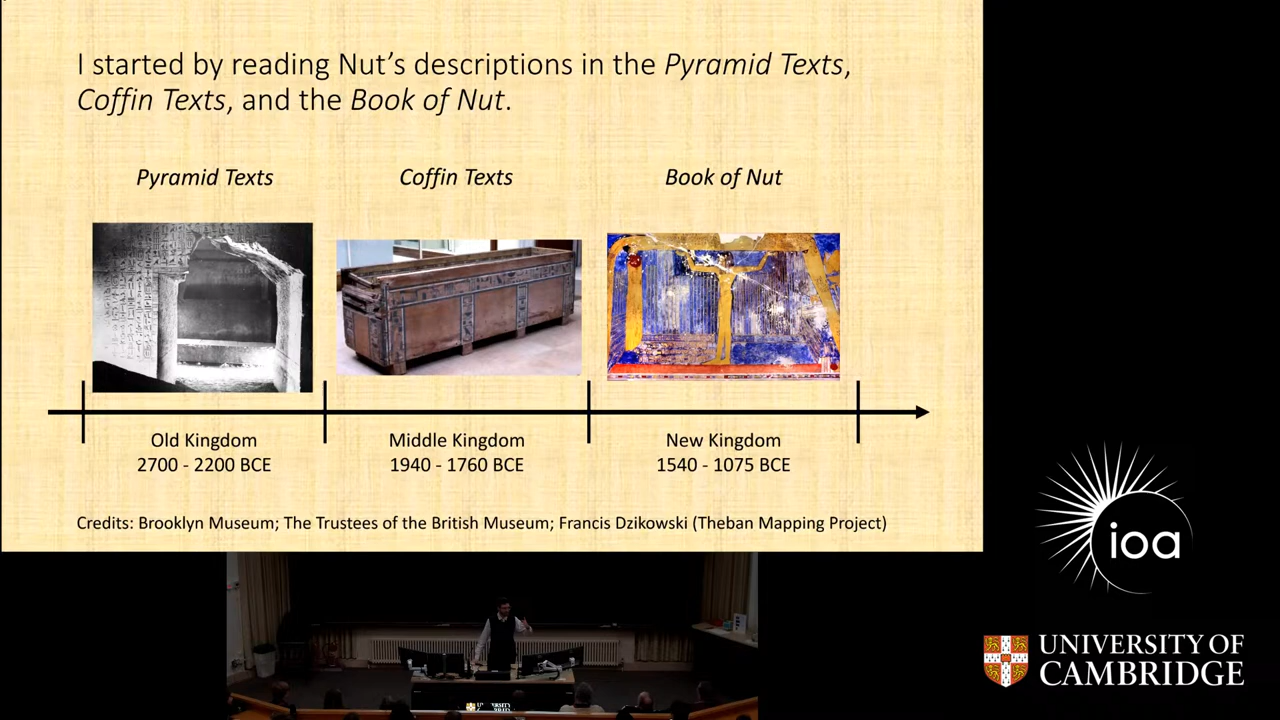 I started by reading Nut's descriptions in the Pyramid Texts,
Coffin Texts, and the Book of Nut.
Pyramid Texts
Coffin Texts
Book of Nut
Old Kingdom
2700 - 2200 BCE
Middle Kingdom
1940 - 1760 BCE
New Kingdom
1540 - 1075 BCE
Credits: Brooklyn Museum; The Trustees of the British Museum; Francis Dzikowski (Theban Mapping Project)
ioa
UNIVERSITY OF
CAMBRIDGE